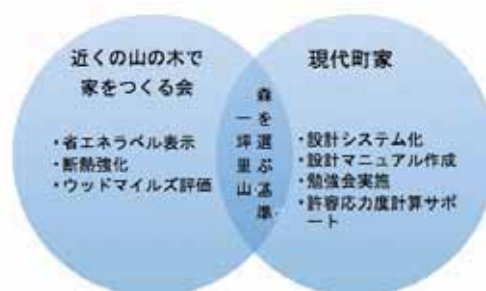 近くの山の木で
家をつくる会
・省エネラベル表示
・断熱強化
・ウッドマイルズ評価
森を選ぶ基準
一坪里山
現代町家
・設計システム化
・設計マニュアル作成
・勉強会実施
・許容応力度計算サポ
ート